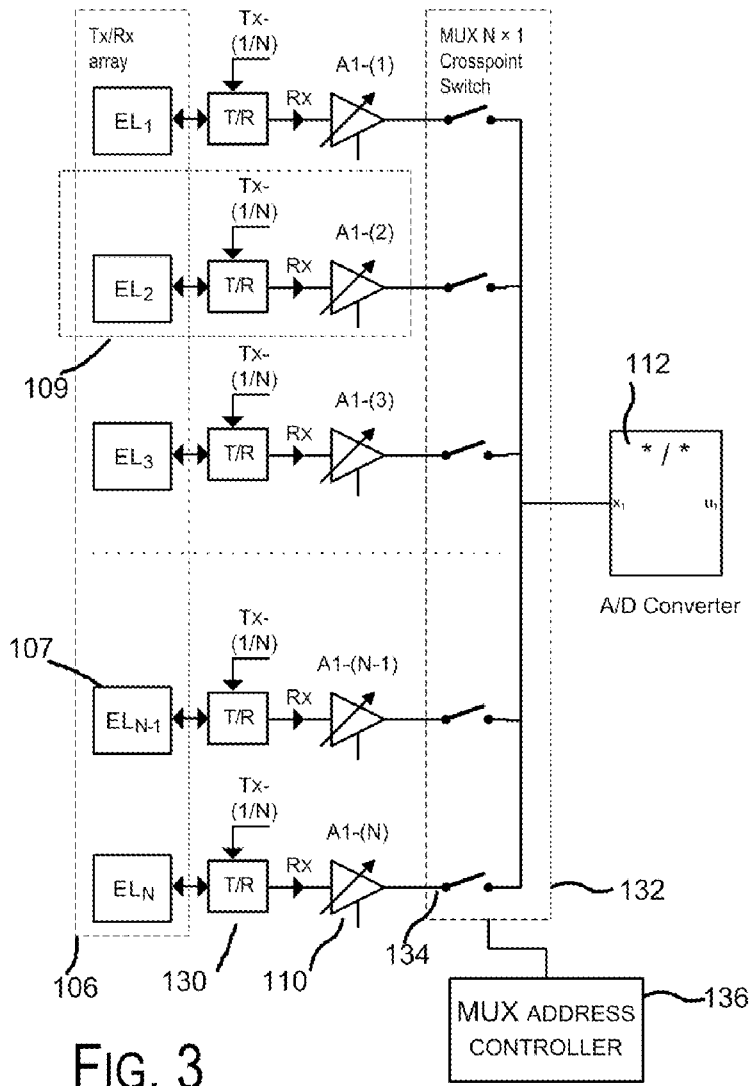 Tx/Rx
array
Tx-
(1/N)
A1-(1)
MUX N × 1
Crosspoint
Switch
EL1
T/R
Rx
Tx-
(1/N)
A1-(2)
EL2
T/R
Rx
109
Tx-
(1/N)
A1-(3)
EL3
T/R
Rx
112
* / *
x1
u1
A/D Converter
107
Tx-
(1/N)
A1-(N-1)
ELN-1
T/R
Rx
Tx-
(1/N)
A1-(N)
ELN
T/R
Rx
106
130
110
134
132
136
MUX ADDRESS
CONTROLLER
FIG. 3